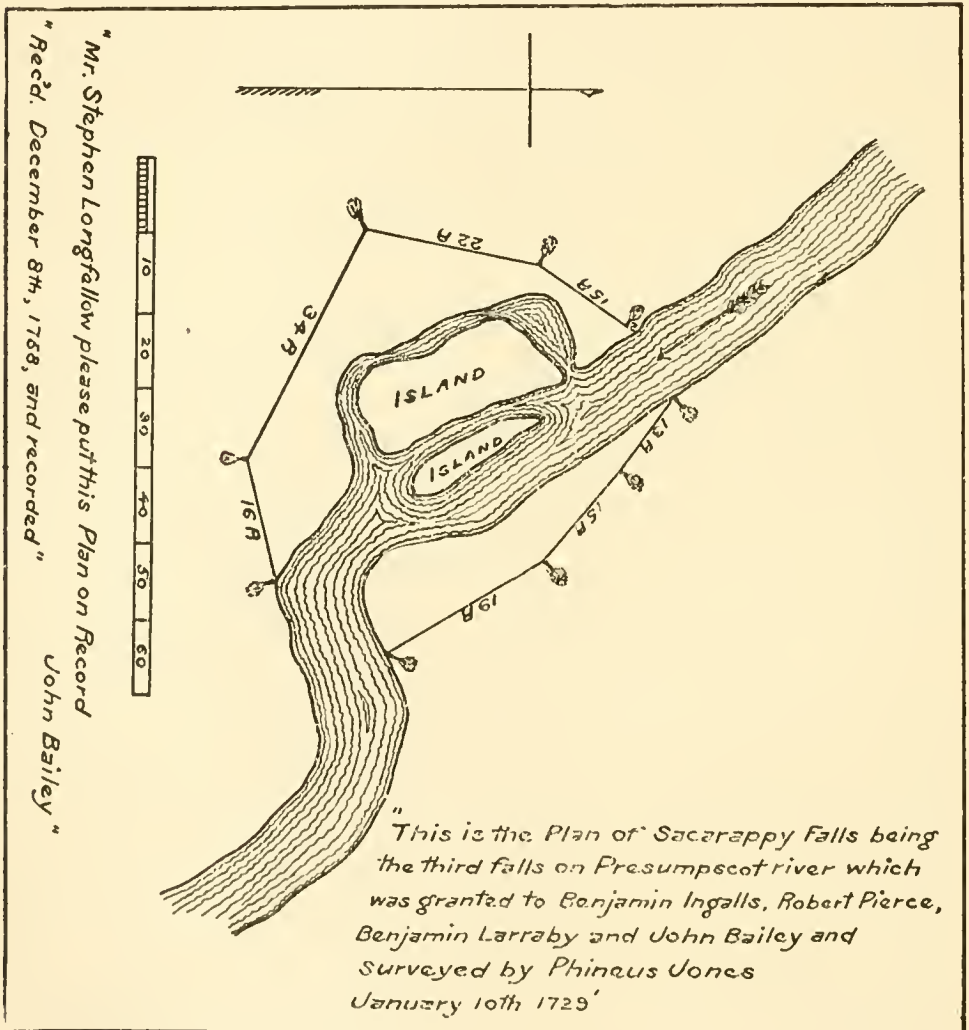 "Mr. Stephen Longfallow please put this Plan on Record
"Rec'd. December 8th, 1768, and recorded"
John Bailey"
10
20
30
40
50
60
22 R
15 R
34 R
16 R
ISLAND
ISLAND
13 R
15 R
19 R
"This is the Plan of Sacarappy Falls being
the third falls on Presumpscot river which
was granted to Benjamin Ingalls, Robert Pierce,
Benjamin Larraby and John Bailey and
Surveyed by Phineus Jones
January 10th 1729'